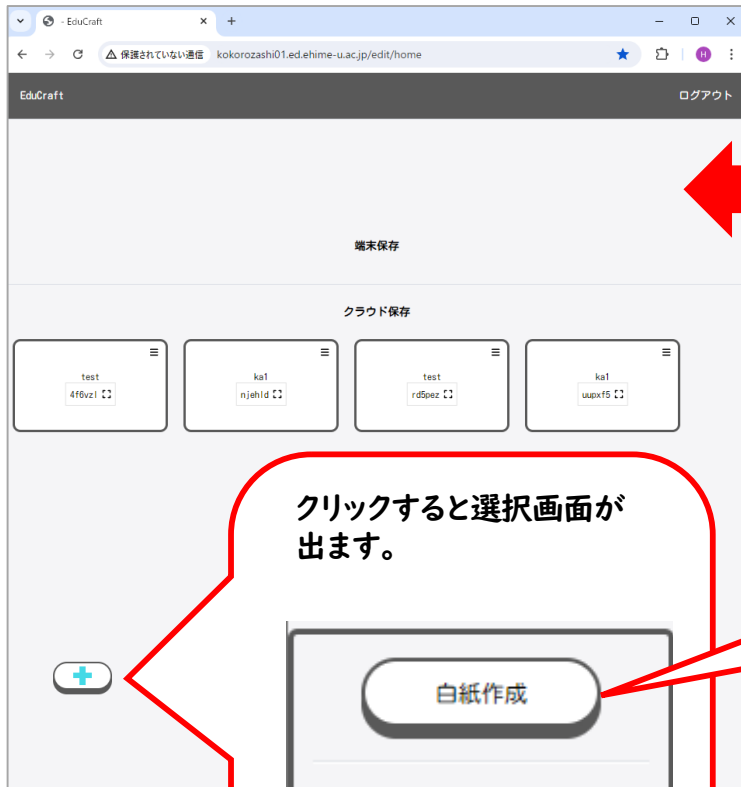 - EduCraft
保護されていない通信 kokorozashi01.ed.ehime-u.ac.jp/edit/home
H
EduCraft ログアウト
端末保存
クラウド保存
test ka1 test ka1
4f6vzl njehld rd5pez uupxf5
クリックすると選択画面が
出ます。
白紙作成